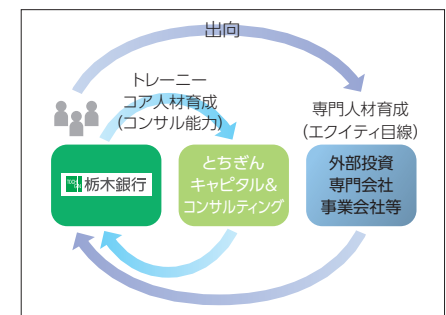 出向
トレーニー
コア人材育成
(コンサル能力)
専門人材育成
(エクイティ目線)
栃木銀行
とちぎん
キャピタル&
コンサルティング
外部投資
専門会社
事業会社等